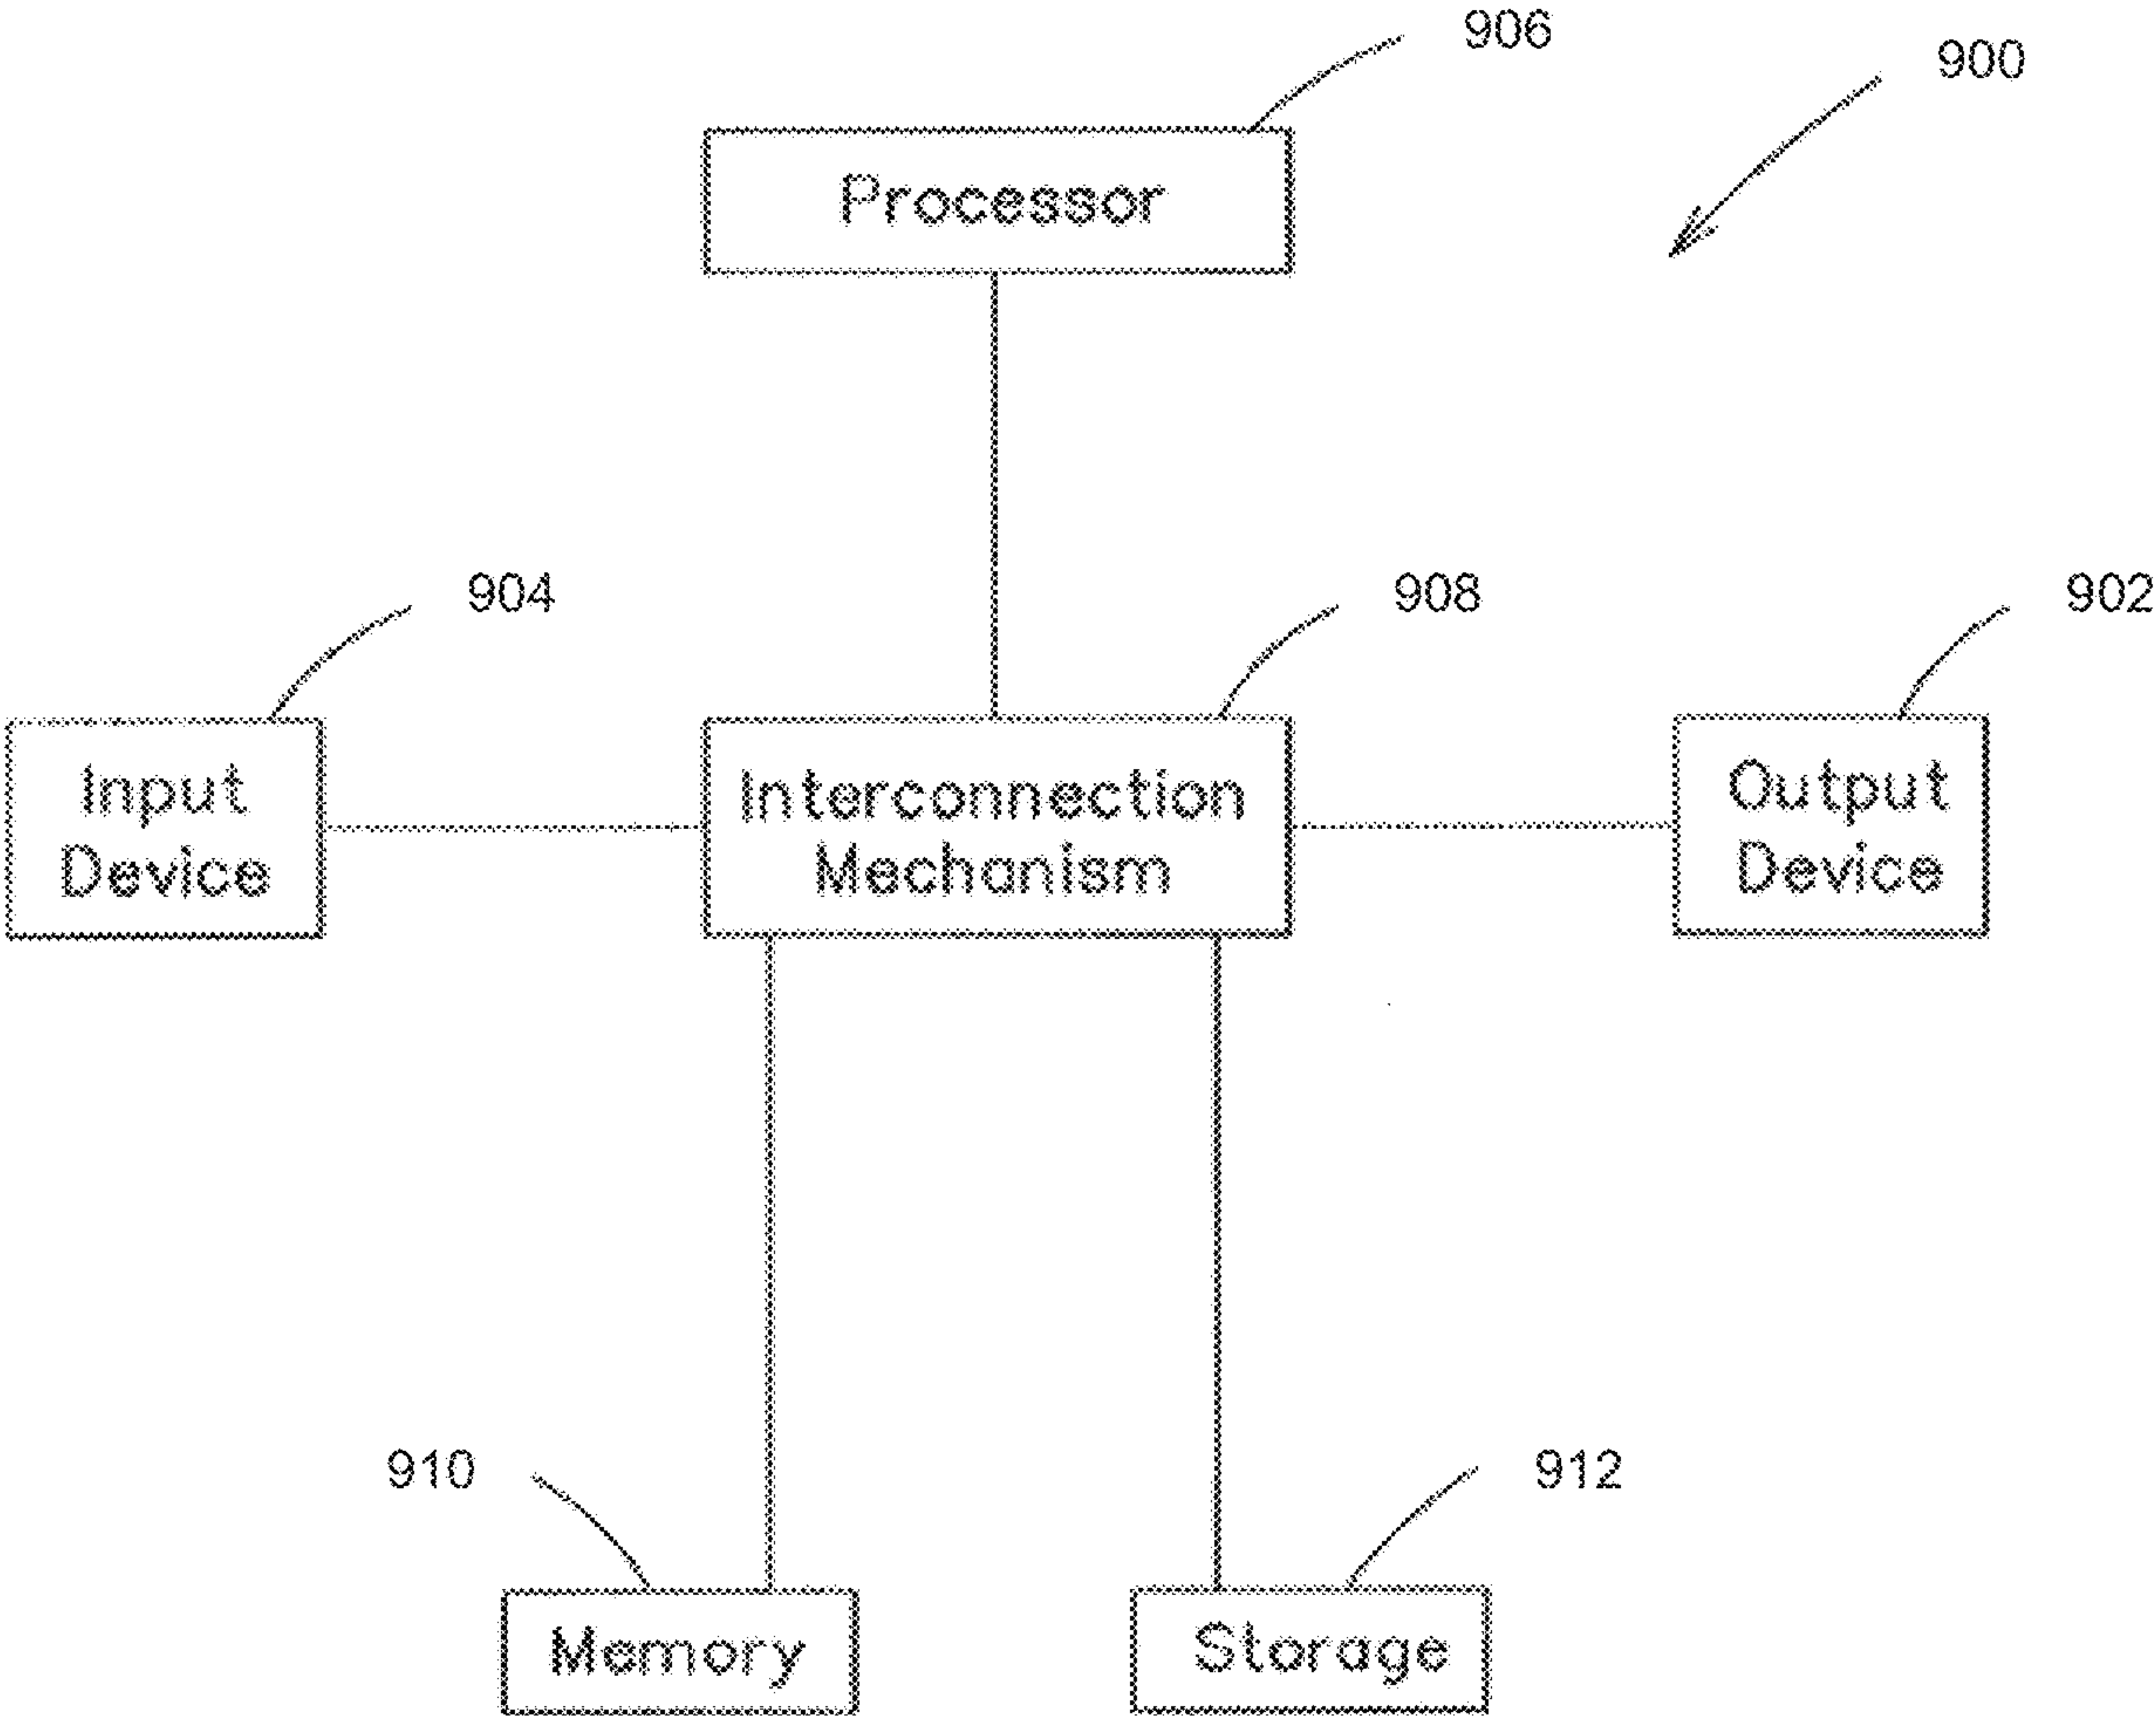 906
900
Processor
904
908
902
Input
Device
Interconnection
Mechanism
Output
Device
910
912
Memory
Storage